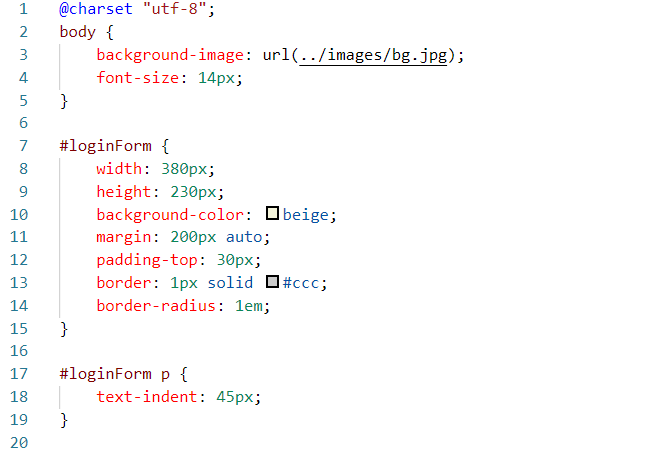 1 @charset "utf-8";
2 body {
3 background-image: url(../images/bg.jpg);
4 font-size: 14px;
5 }
6
7 #loginForm {
8 width: 380px;
9 height: 230px;
10 background-color: beige;
11 margin: 200px auto;
12 padding-top: 30px;
13 border: 1px solid #ccc;
14 border-radius: 1em;
15 }
16
17 #loginForm p {
18 text-indent: 45px;
19 }
20